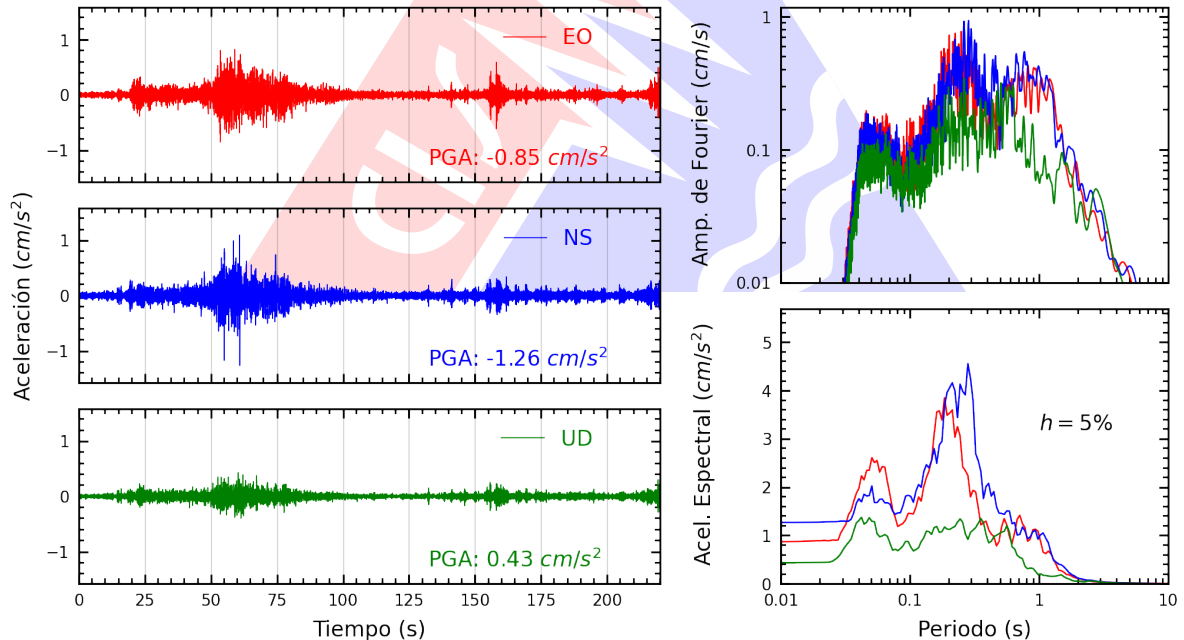 Aceleración (cm/s²)
1
0
−1
EO
PGA: -0.85 cm/s²
1
0
−1
NS
PGA: -1.26 cm/s²
1
0
−1
UD
PGA: 0.43 cm/s²
0 25 50 75 100 125 150 175 200
Tiempo (s)
Amp. de Fourier (cm/s)
1
0.1
0.01
Acel. Espectral (cm/s²)
5
4
3
2
1
0
h = 5%
0.01 0.1 1 10
Periodo (s)